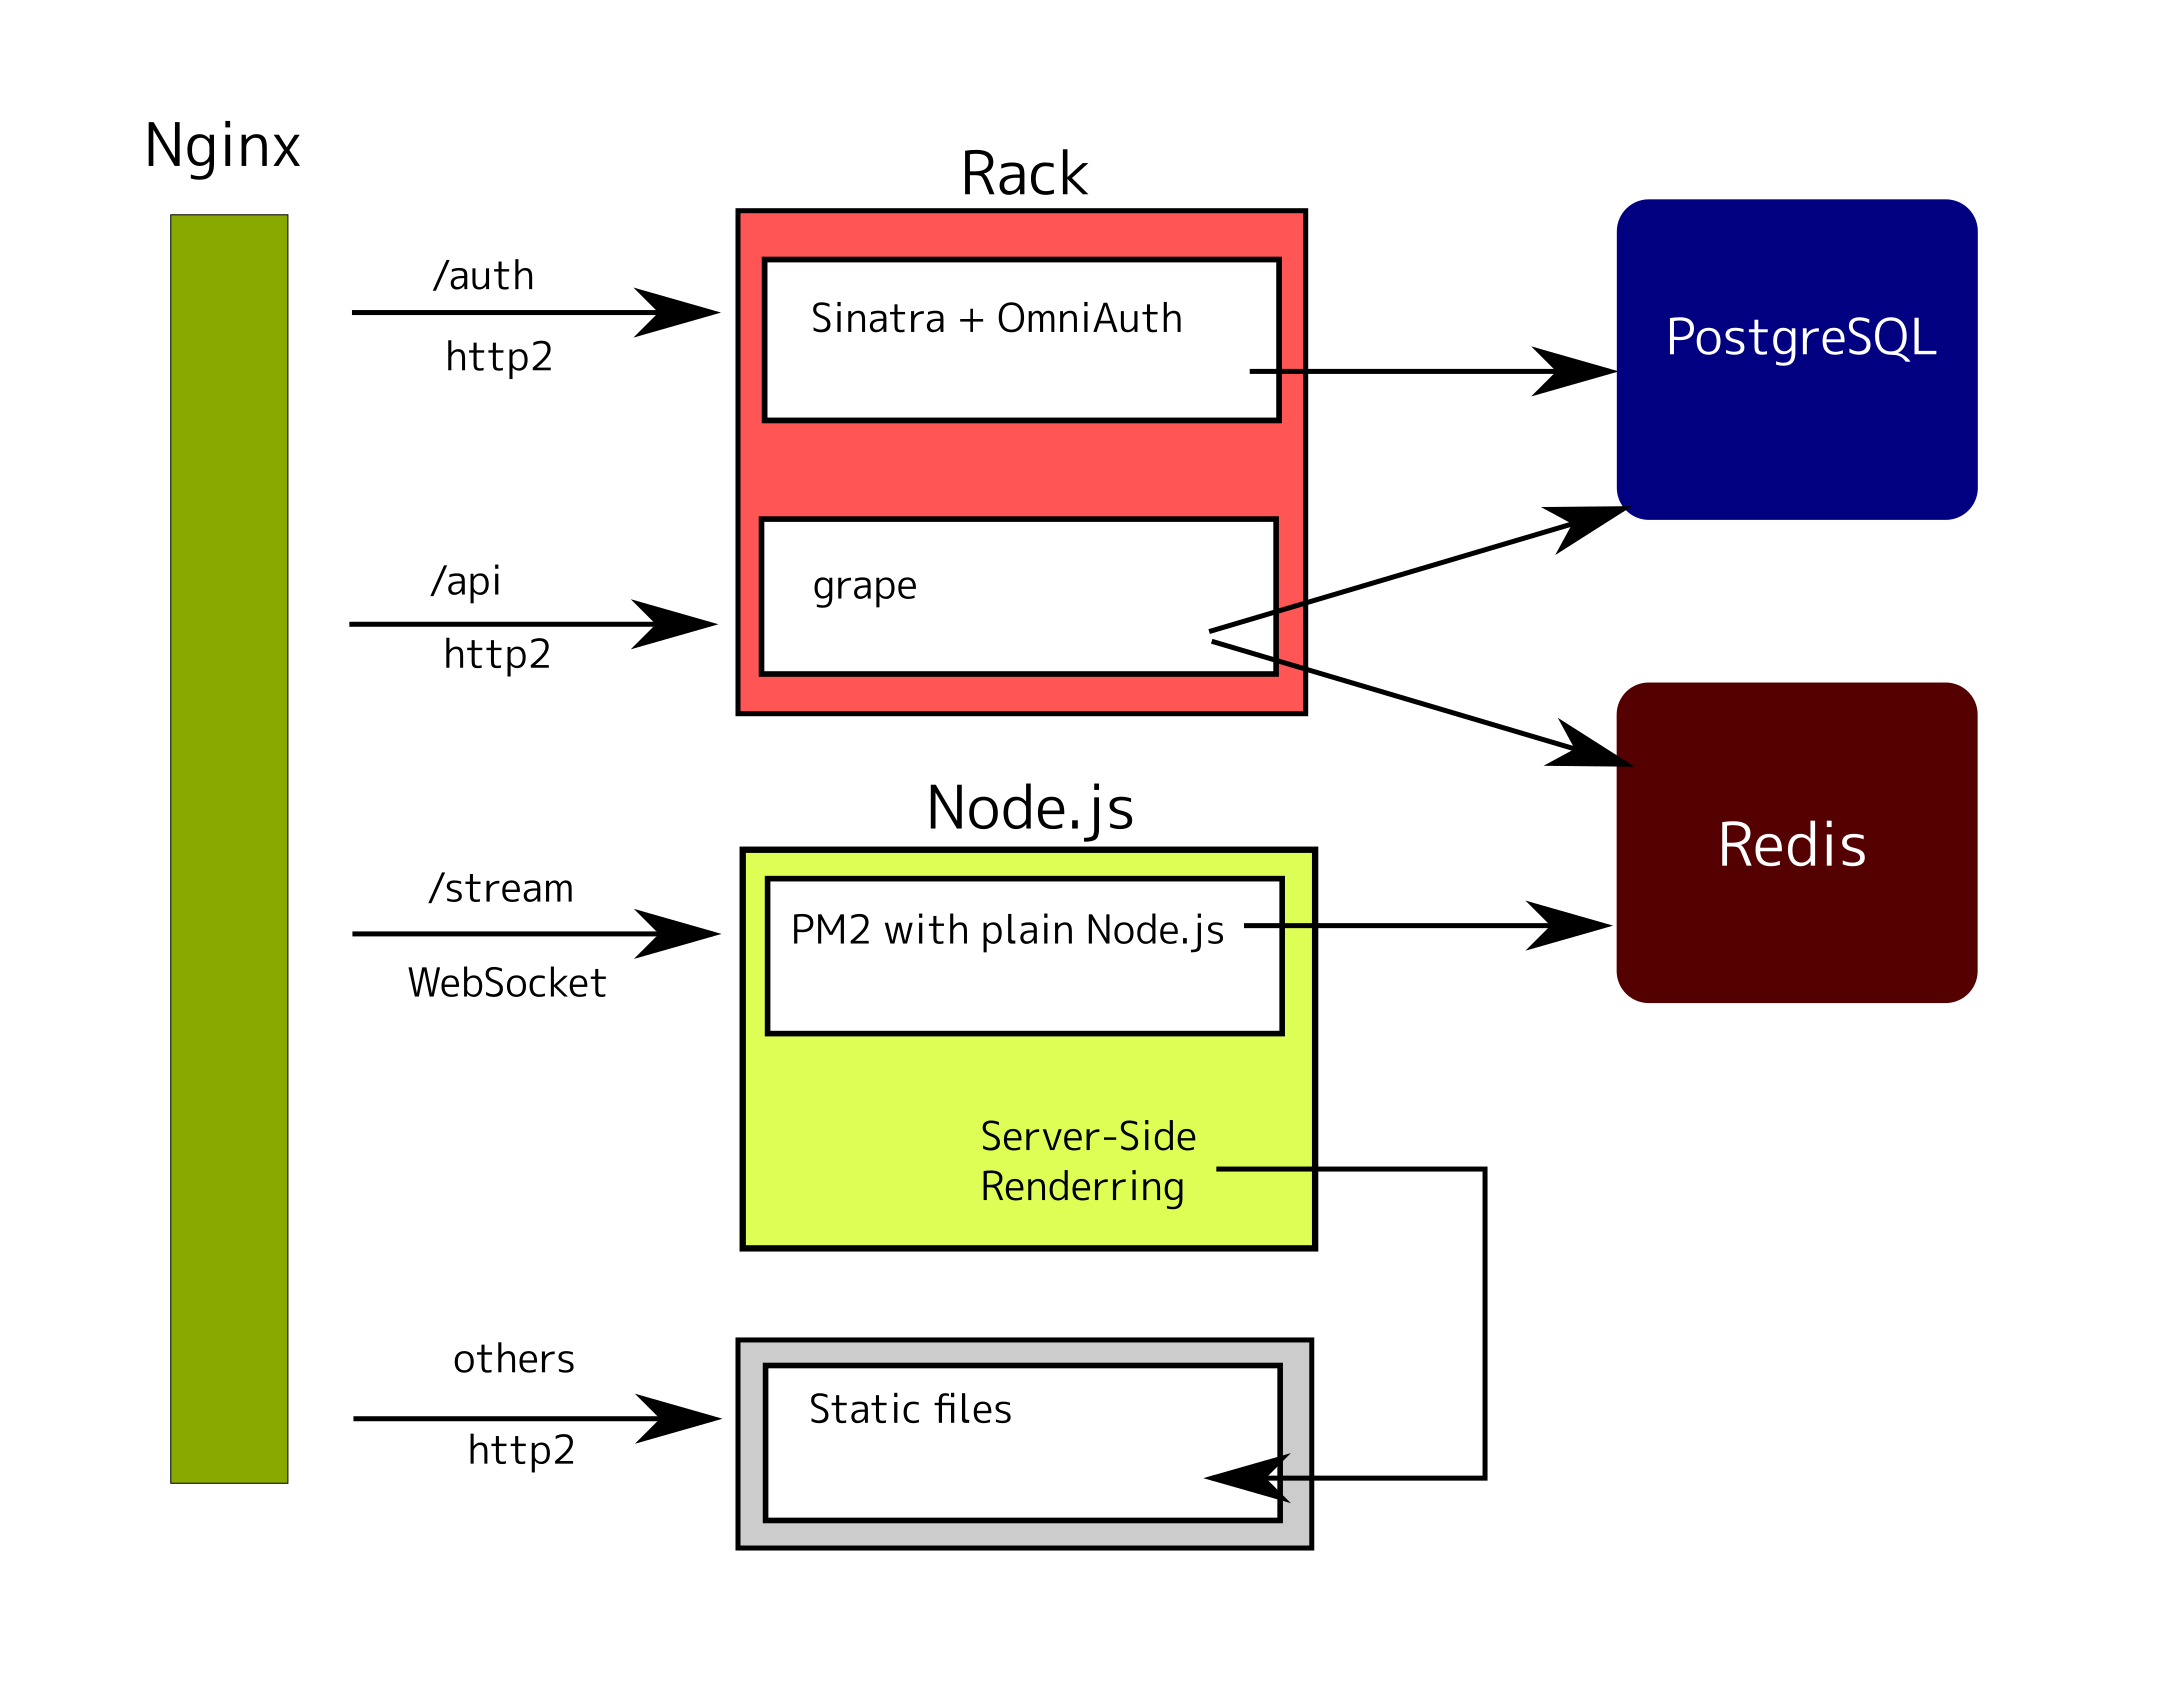 Nginx
Rack
/auth
http2
Sinatra + OmniAuth
PostgreSQL
/api
http2
grape
Node.js
Redis
/stream
WebSocket
PM2 with plain Node.js
Server-Side
Renderring
others
http2
Static files